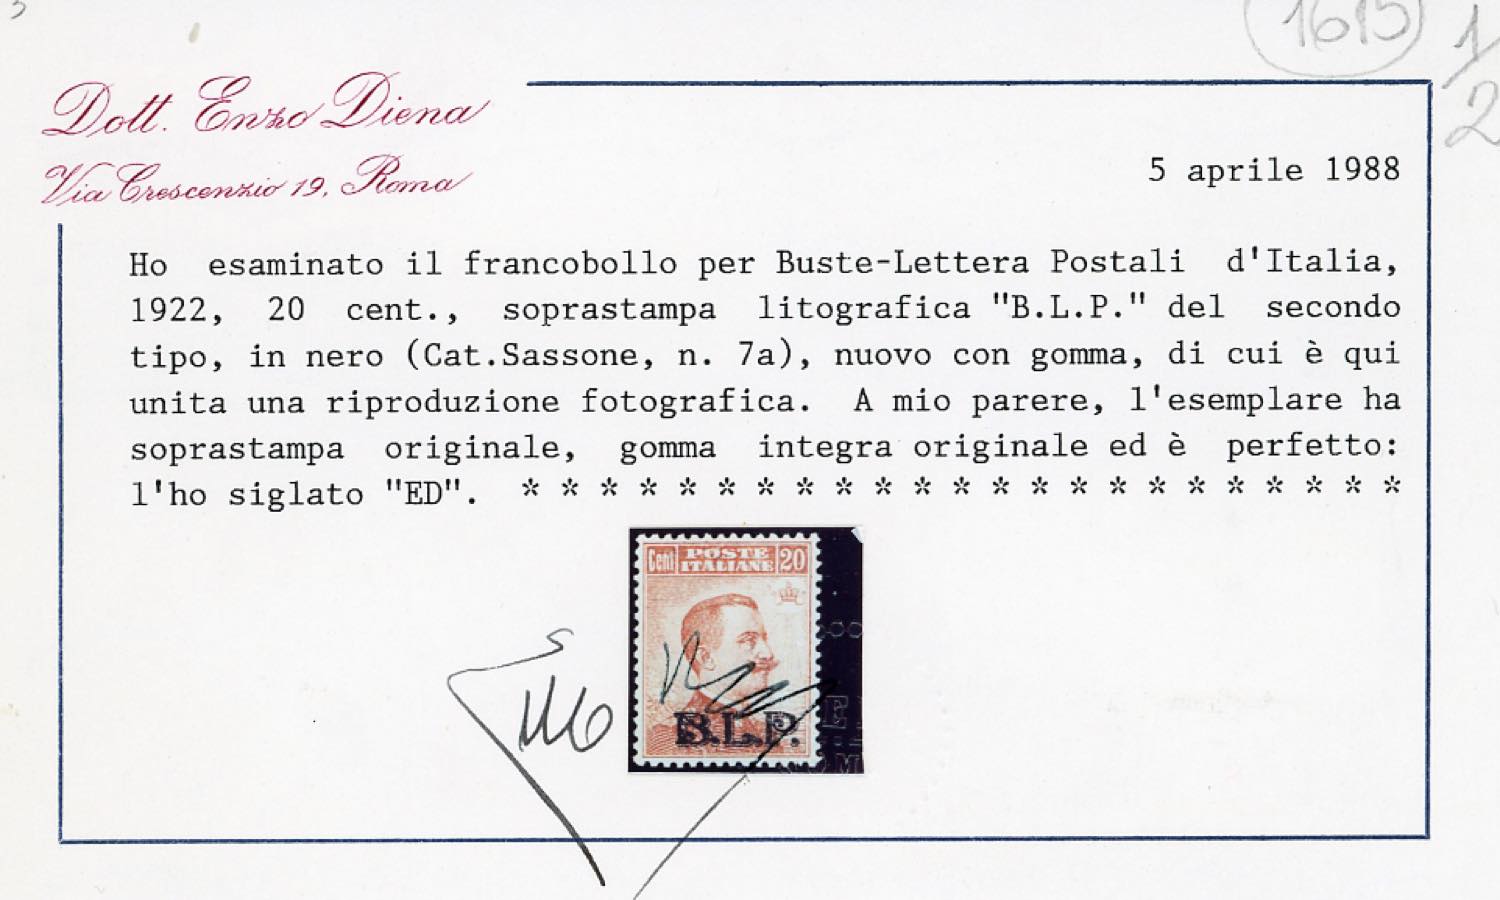 1615
1/2
Dott. Enzo Diena
Via Crescenzio 19, Roma
5 aprile 1988
Ho esaminato il francobollo per Buste-Lettera Postali d'Italia,
1922, 20 cent., soprastampa litografica "B.L.P." del secondo
tipo, in nero (Cat.Sassone, n. 7a), nuovo con gomma, di cui è qui
unita una riproduzione fotografica. A mio parere, l'esemplare ha
soprastampa originale, gomma integra originale ed è perfetto:
l'ho siglato "ED". * * * * * * * * * * * * * * * * * * * * * * *
Cent POSTE ITALIANE 20
B.L.P.